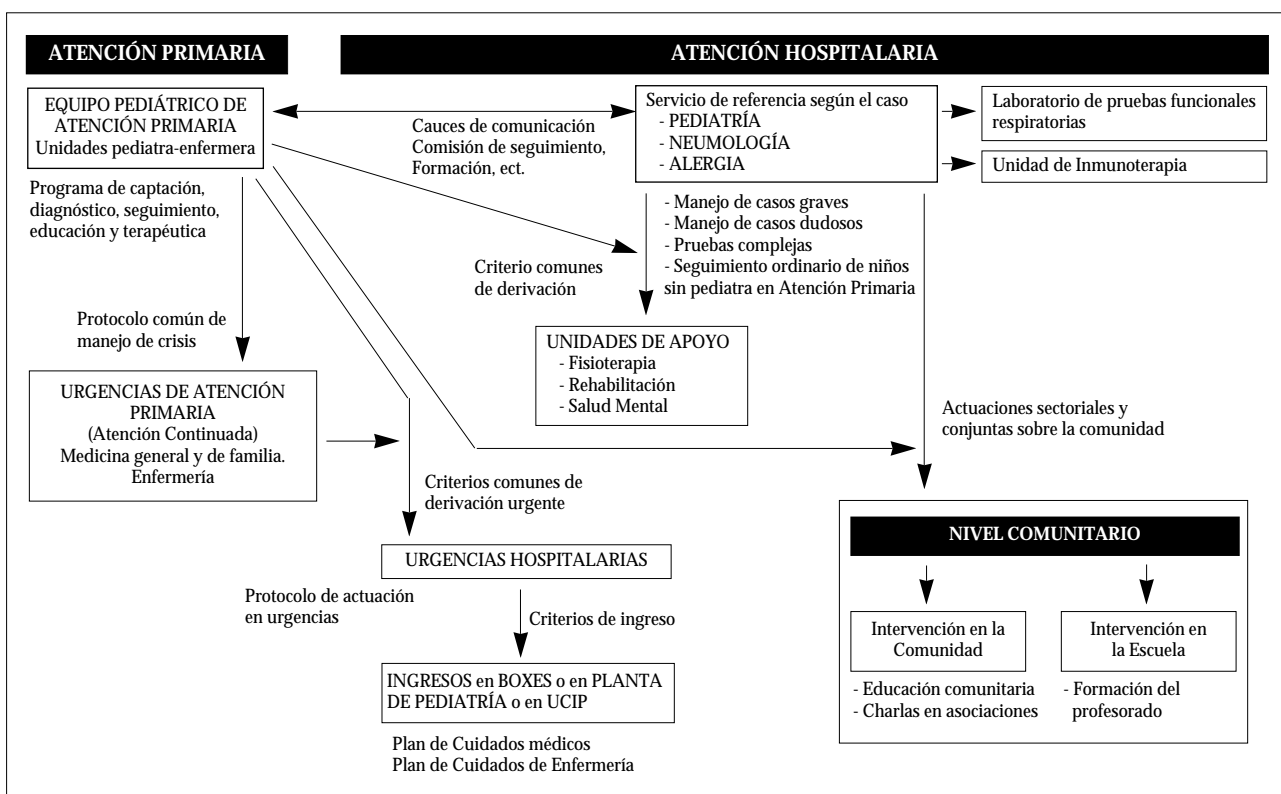 ATENCIÓN PRIMARIA
ATENCIÓN HOSPITALARIA
EQUIPO PEDIÁTRICO DE
ATENCIÓN PRIMARIA
Unidades pediatra-enfermera
Cauces de comunicación
Comisión de seguimiento,
Formación, ect.
Servicio de referencia según el caso
- PEDIATRÍA
- NEUMOLOGÍA
- ALERGIA
Laboratorio de pruebas funcionales
respiratorias
Unidad de Inmunoterapia
Programa de captación,
diagnóstico, seguimiento,
educación y terapéutica
- Manejo de casos graves
- Manejo de casos dudosos
- Pruebas complejas
- Seguimiento ordinario de niños
sin pediatra en Atención Primaria
Criterio comunes
de derivación
Protocolo común de
manejo de crisis
UNIDADES DE APOYO
- Fisioterapia
- Rehabilitación
- Salud Mental
URGENCIAS DE ATENCIÓN
PRIMARIA
(Atención Continuada)
Medicina general y de familia.
Enfermería
Actuaciones sectoriales y
conjuntas sobre la comunidad
Criterios comunes de
derivación urgente
URGENCIAS HOSPITALARIAS
Protocolo de actuación
en urgencias
Criterios de ingreso
INGRESOS en BOXES o en PLANTA
DE PEDIATRÍA o en UCIP
Plan de Cuidados médicos
Plan de Cuidados de Enfermería
NIVEL COMUNITARIO
Intervención en la
Comunidad
- Educación comunitaria
- Charlas en asociaciones
Intervención en
la Escuela
- Formación del
profesorado